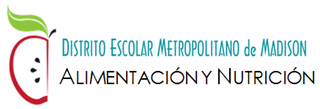 DISTRITO ESCOLAR METROPOLITANO de MADISON
ALIMENTACIÓN Y NUTRICIÓN